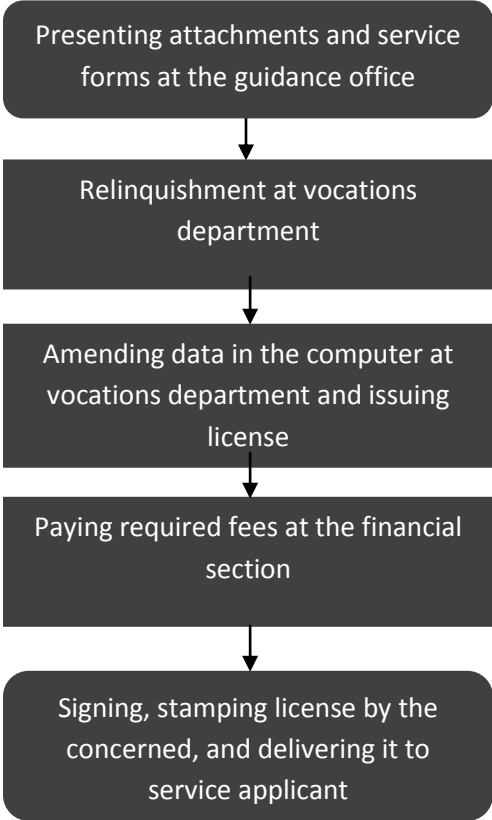 Presenting attachments and service
forms at the guidance office
Relinquishment at vocations
department
Amending data in the computer at
vocations department and issuing
license
Paying required fees at the financial
section
Signing, stamping license by the
concerned, and delivering it to
service applicant